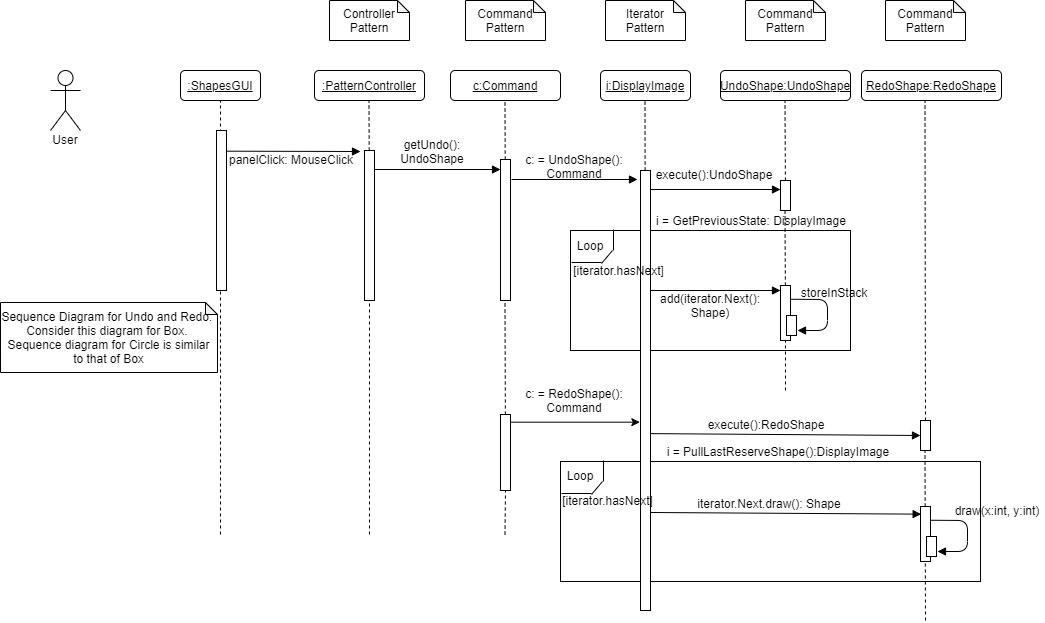 Controller
Pattern
Command
Pattern
Iterator
Pattern
Command
Pattern
Command
Pattern
User
:ShapesGUI
:PatternController
c:Command
i:DisplayImage
UndoShape:UndoShape
RedoShape:RedoShape
panelClick: MouseClick
getUndo():
UndoShape
c: = UndoShape():
Command
execute():UndoShape
i = GetPreviousState: DisplayImage
Loop
[iterator.hasNext]
add(iterator.Next():
Shape)
storeInStack
Sequence Diagram for Undo and Redo.
Consider this diagram for Box.
Sequence diagram for Circle is similar
to that of Box
c: = RedoShape():
Command
execute():RedoShape
i = PullLastReserveShape():DisplayImage
Loop
[iterator.hasNext]
iterator.Next.draw(): Shape
draw(x:int, y:int)